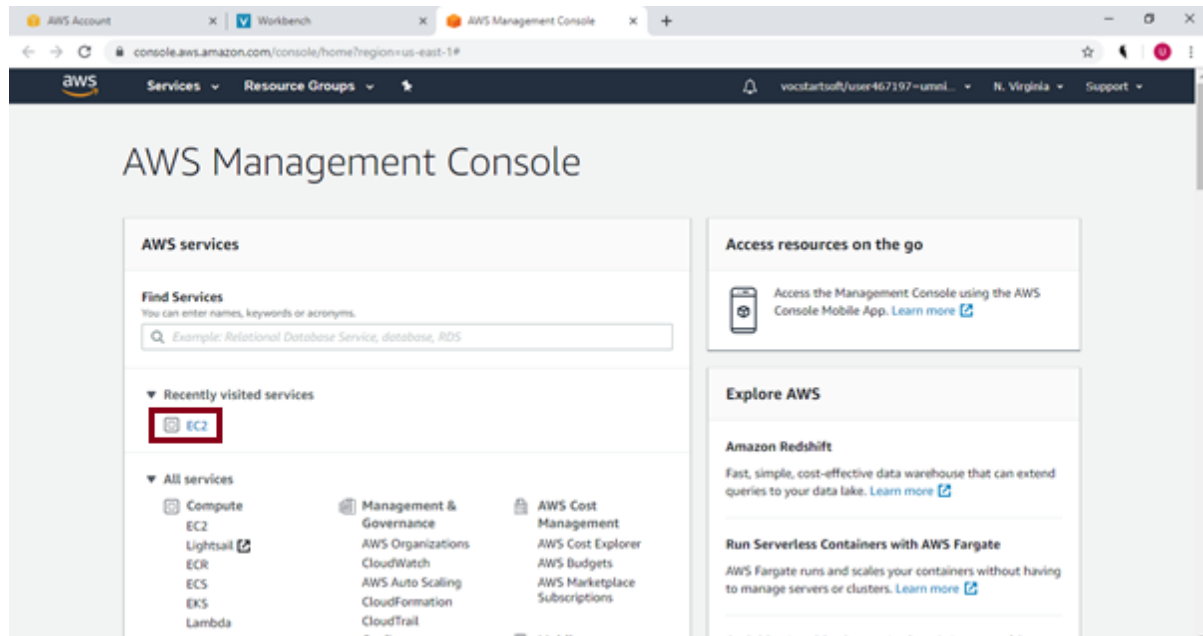 AWS Account
Workbench
AWS Management Console
console.aws.amazon.com/console/home?region=us-east-1#
U
aws
Services
Resource Groups
vocstartsoft/user467197=umni...
N. Virginia
Support
AWS Management Console
AWS services
Find Services
You can enter names, keywords or acronyms.
Example: Relational Database Service, database, RDS
Recently visited services
EC2
All services
Compute
EC2
Lightsail
ECR
ECS
EKS
Lambda
Management &
Governance
AWS Organizations
CloudWatch
AWS Auto Scaling
CloudFormation
CloudTrail
AWS Cost
Management
AWS Cost Explorer
AWS Budgets
AWS Marketplace
Subscriptions
Access resources on the go
Access the Management Console using the AWS
Console Mobile App. Learn more
Explore AWS
Amazon Redshift
Fast, simple, cost-effective data warehouse that can extend
queries to your data lake. Learn more
Run Serverless Containers with AWS Fargate
AWS Fargate runs and scales your containers without having
to manage servers or clusters. Learn more